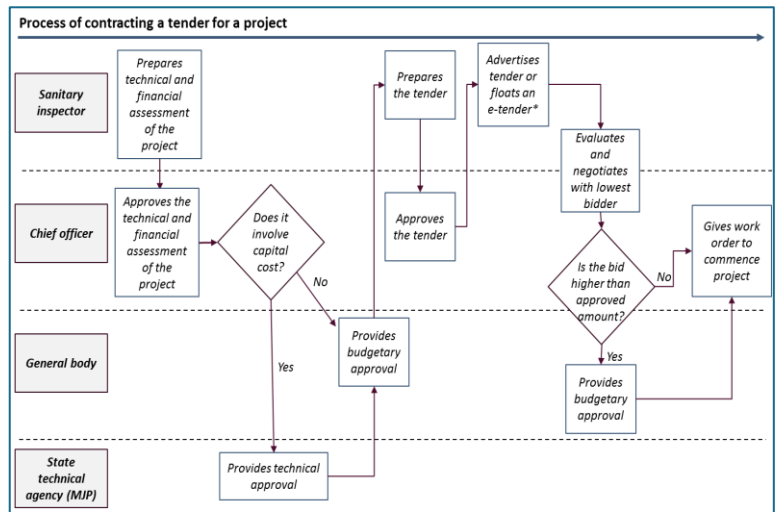 Process of contracting a tender for a project
Sanitary
inspector
Prepares
technical and
financial
assessment
of the
project
Prepares
the tender
Advertises
tender or
floats an
e-tender*
Evaluates
and
negotiates
with lowest
bidder
Chief officer
Approves the
technical and
financial
assessment
of the
project
Does it
involve
capital
cost?
No
Approves
the tender
Is the bid
higher than
approved
amount?
No
Gives work
order to
commence
project
General body
Yes
Provides
budgetary
approval
Yes
Provides
budgetary
approval
State
technical
agency (MJP)
Provides technical
approval